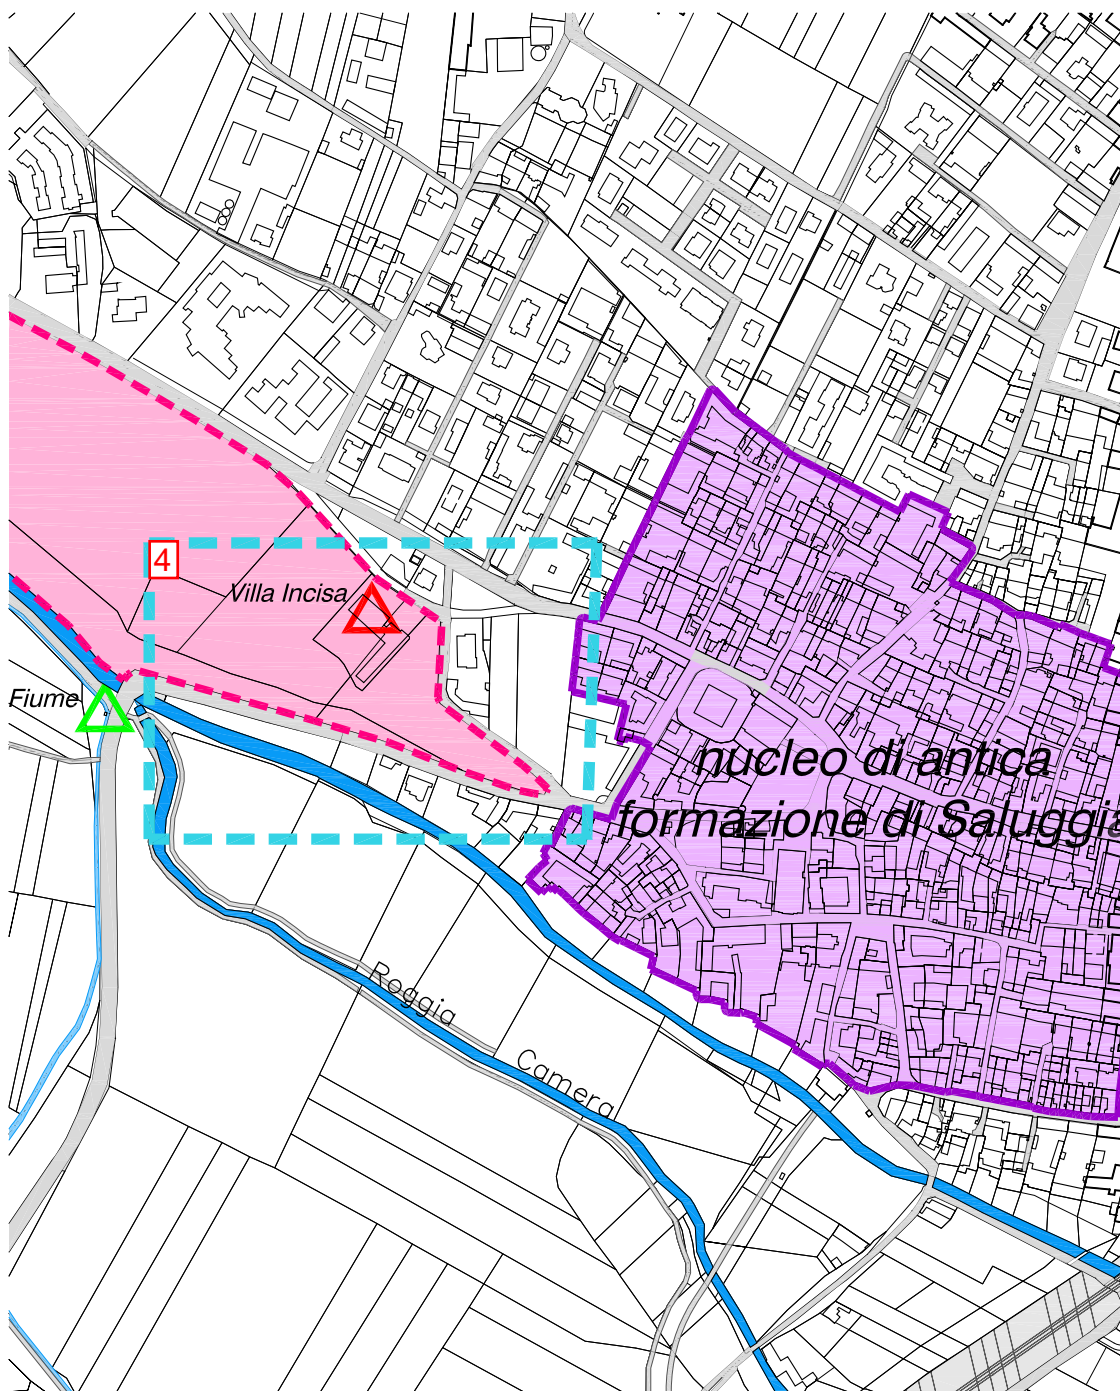 4
Villa Incisa
Fiume
nucleo di antica
formazione di Saluggia
Roggia
Camera